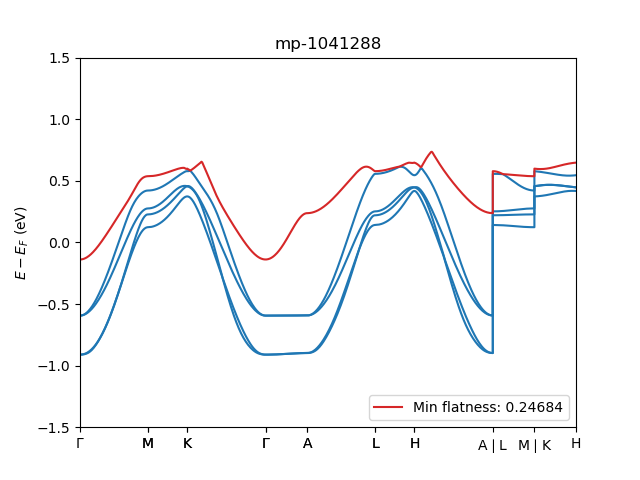 mp-1041288
1.5
1.0
0.5
0.0
−0.5
−1.0
−1.5
E − E_F (eV)
Min flatness: 0.24684
Γ M K Γ A L H A | L M | K H